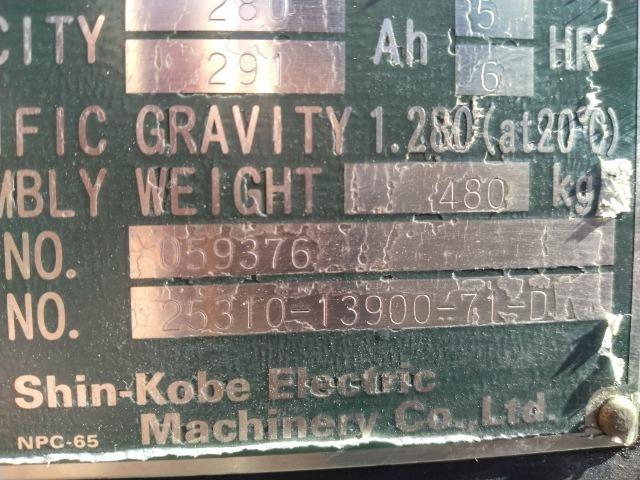 CITY 280 Ah 5 HR
291 6
IFIC GRAVITY 1.280 (at 20°C)
MBLY WEIGHT 480 kg
NO. 059376
NO. 25310-13900-71-D
Shin-Kobe Electric
Machinery Co., Ltd.
NPC-65